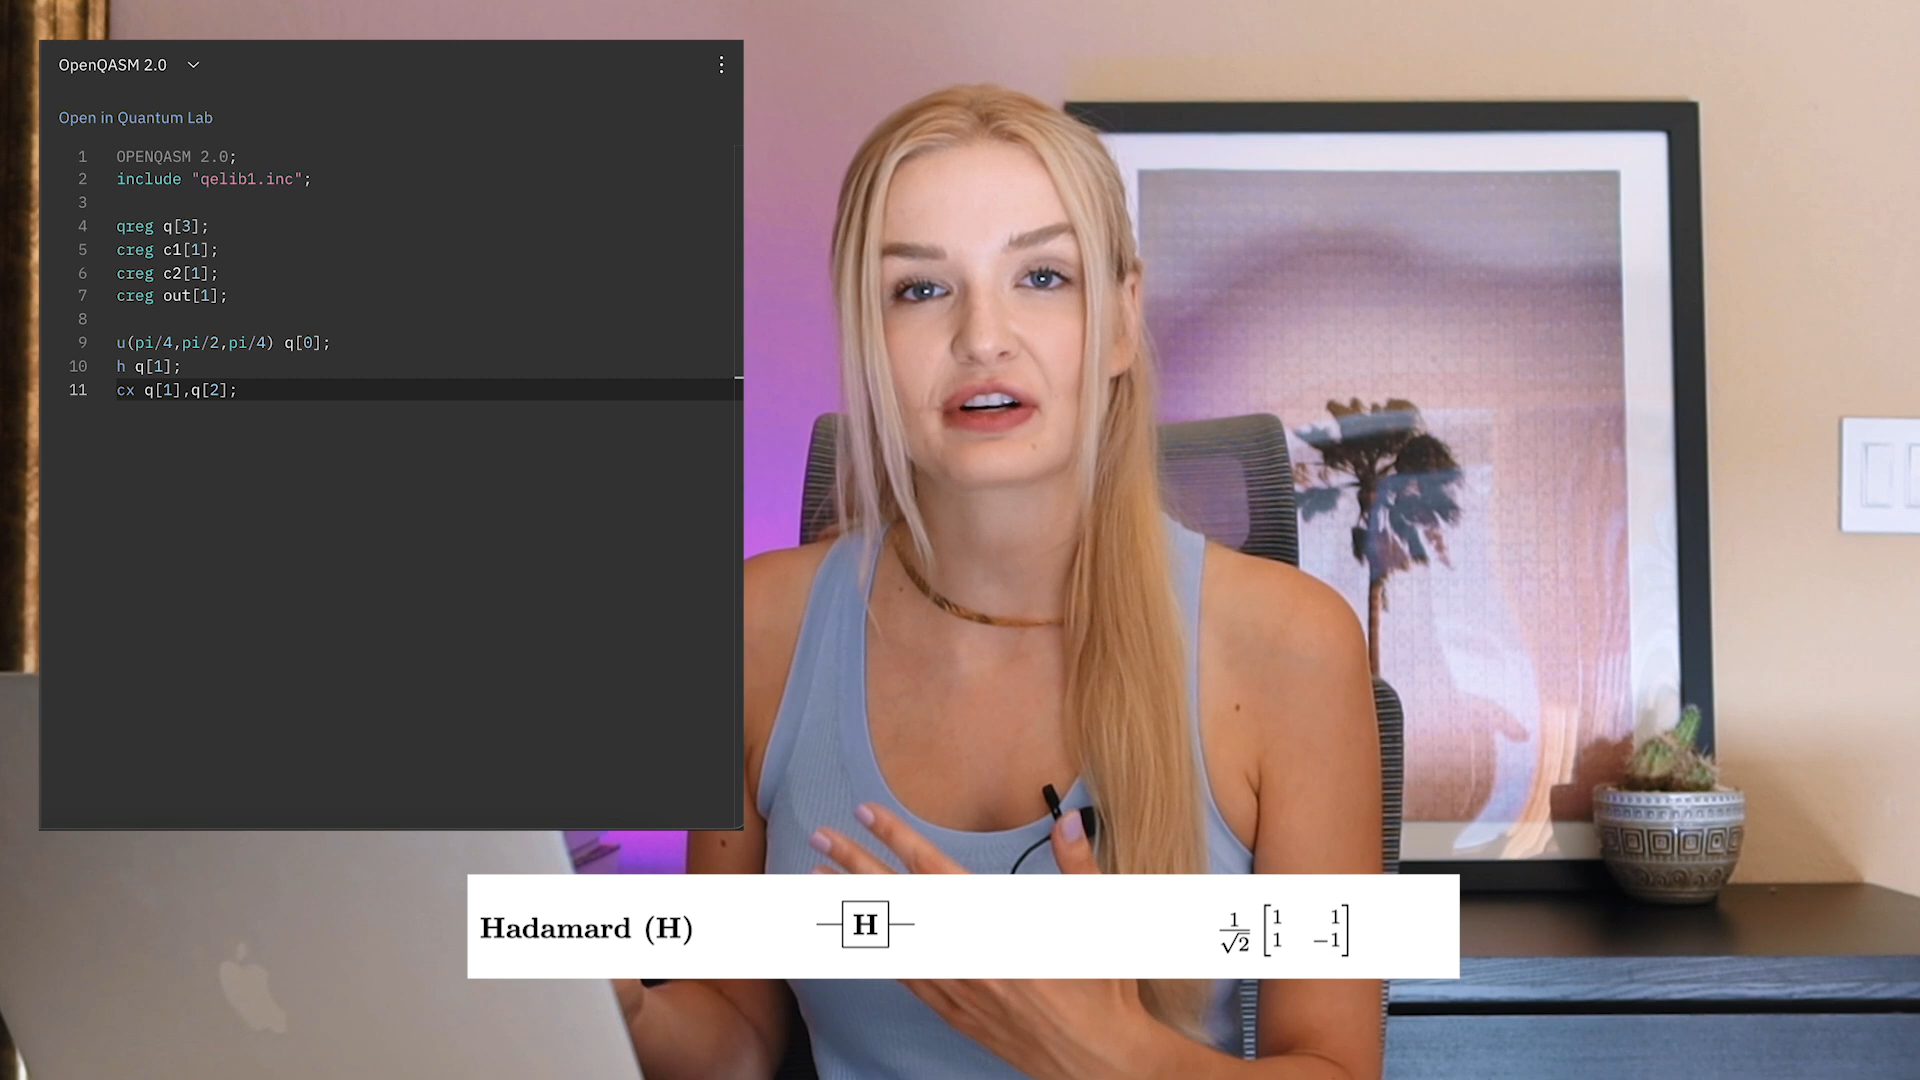 OpenQASM 2.0
Open in Quantum Lab
1 OPENQASM 2.0;
2 include "qelib1.inc";
3
4 qreg q[3];
5 creg c1[1];
6 creg c2[1];
7 creg out[1];
8
9 u(pi/4,pi/2,pi/4) q[0];
10 h q[1];
11 cx q[1],q[2];
Hadamard (H) H 1/√2 [1 1
1 −1]